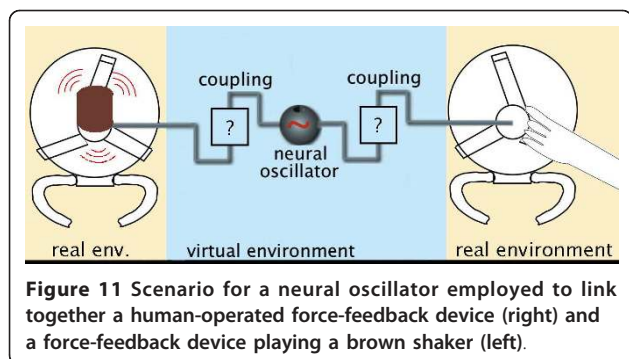 coupling
coupling
?
?
neural
oscillator
real env.
virtual environment
real environment
Figure 11 Scenario for a neural oscillator employed to link
together a human-operated force-feedback device (right) and
a force-feedback device playing a brown shaker (left).